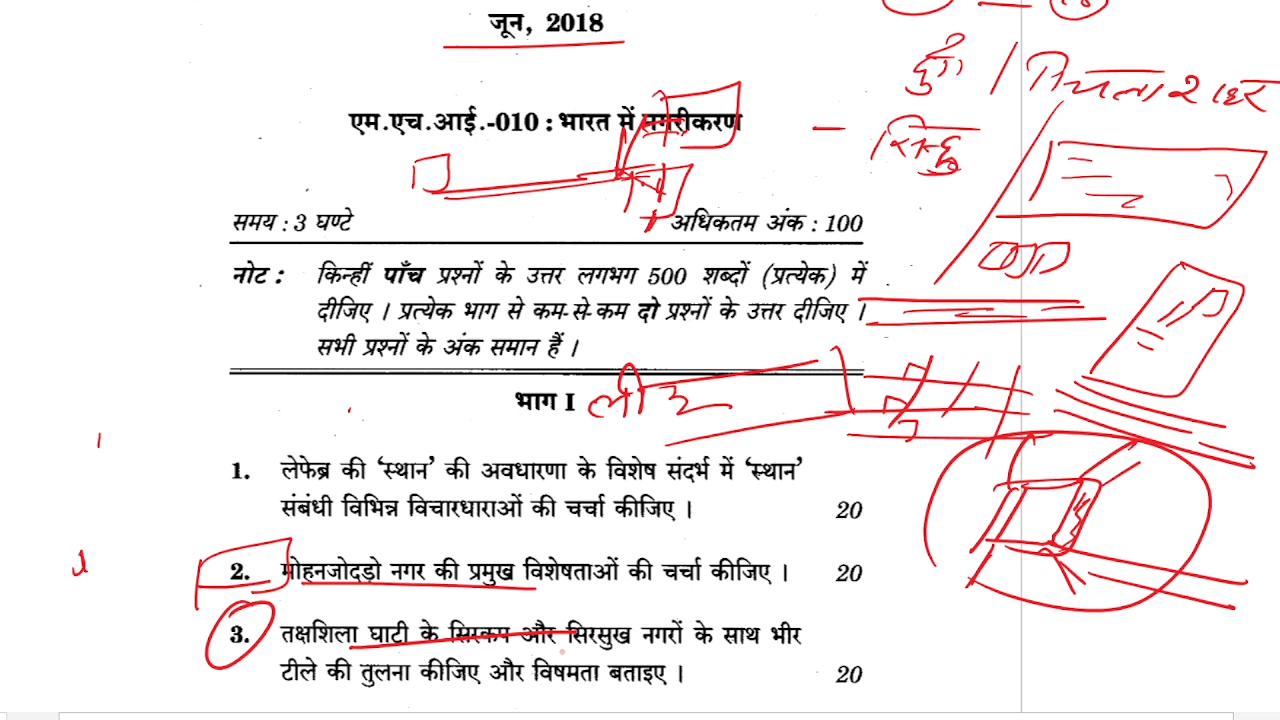 जून, 2018
दुर्ग / निचला शहर
एम.एच.आई.-010 : भारत में नगरीकरण
समय : 3 घण्टे अधिकतम अंक : 100
नोट : किन्हीं पाँच प्रश्नों के उत्तर लगभग 500 शब्दों (प्रत्येक) में
दीजिए । प्रत्येक भाग से कम-से-कम दो प्रश्नों के उत्तर दीजिए ।
सभी प्रश्नों के अंक समान हैं ।
भाग I
1. लेफेब्र की ‘स्थान’ की अवधारणा के विशेष संदर्भ में ‘स्थान’
संबंधी विभिन्न विचारधाराओं की चर्चा कीजिए । 20
2. मोहनजोदड़ो नगर की प्रमुख विशेषताओं की चर्चा कीजिए । 20
3. तक्षशिला घाटी के सिरकप और सिरसुख नगरों के साथ भीर
टीले की तुलना कीजिए और विषमता बताइए । 20